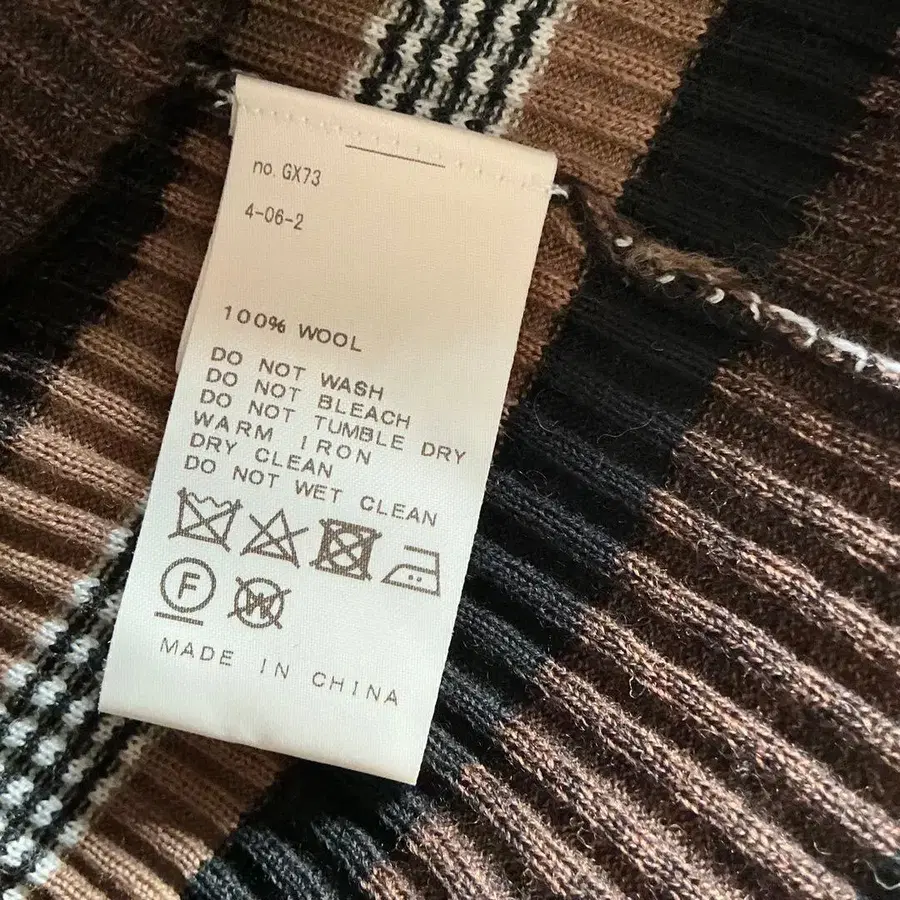 no. GX73
4-06-2
100% WOOL
DO NOT WASH
DO NOT BLEACH
DO NOT TUMBLE DRY
WARM IRON
DRY CLEAN
DO NOT WET CLEAN
F W
MADE IN CHINA